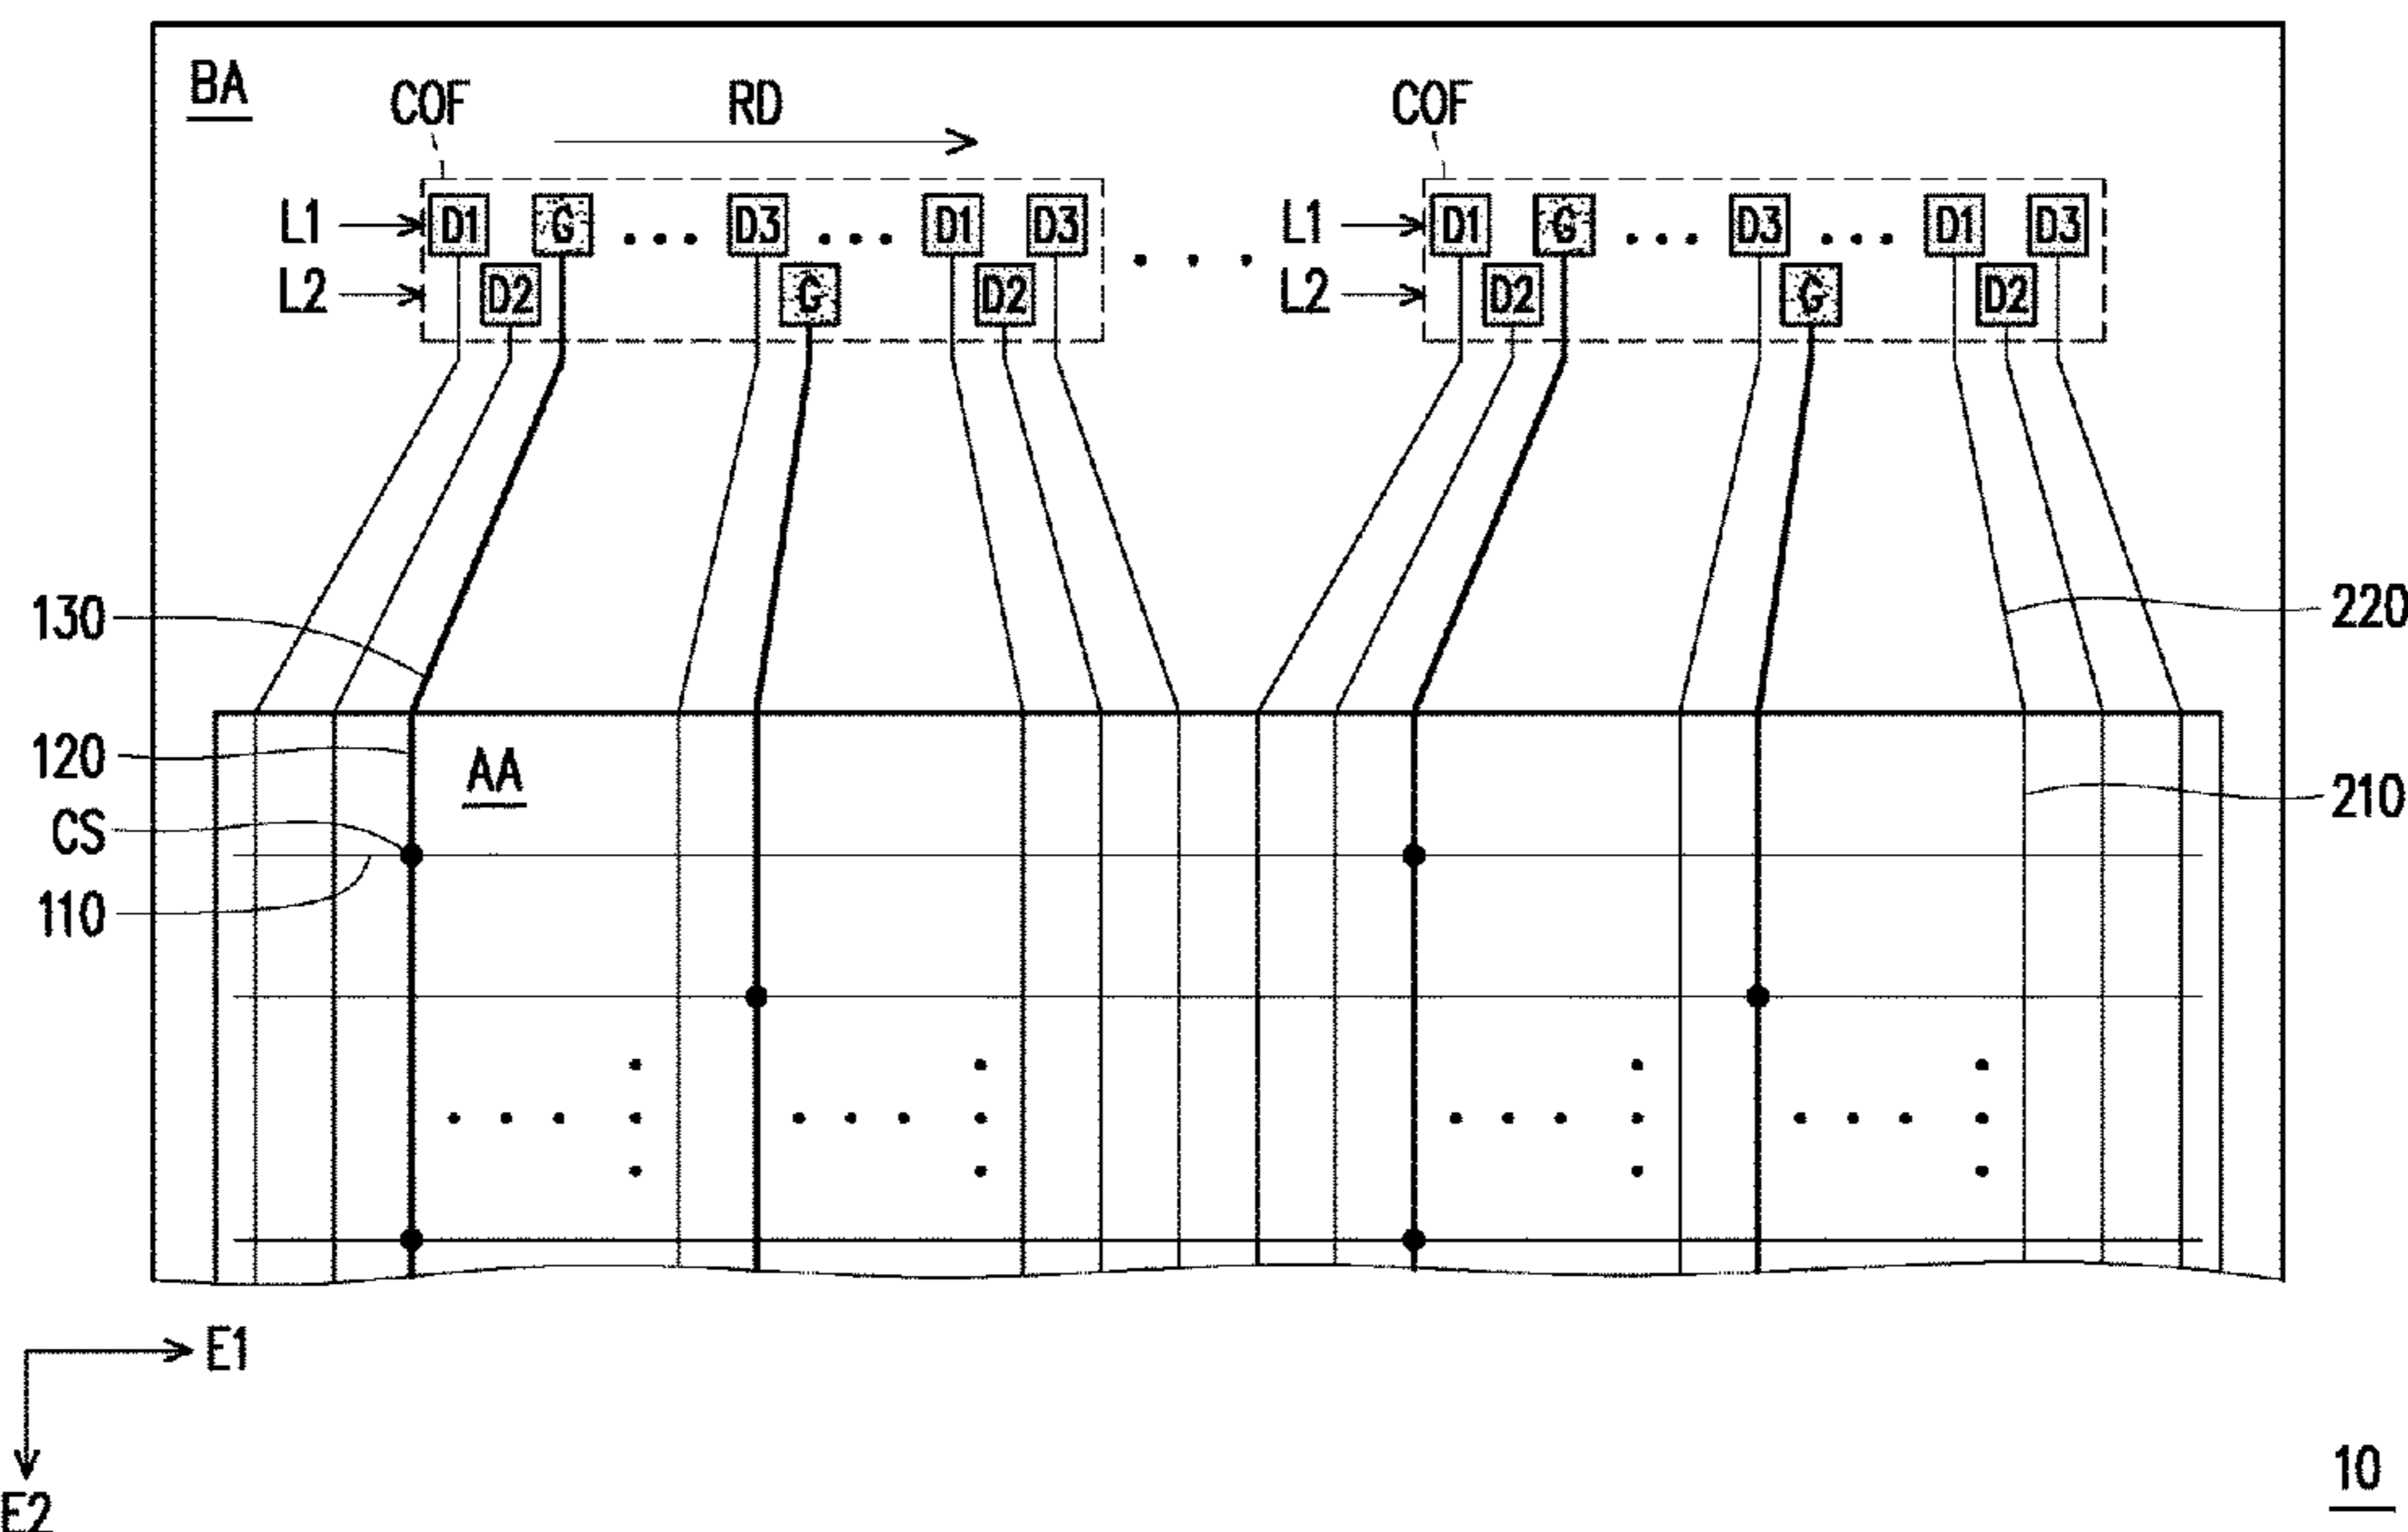 BA
COF RD COF
L1 D1 G ... D3 ... D1 D3 L1 D1 G ... D3 ... D1 D3
L2 D2 G D2 ... L2 D2 G D2
130 220
120 AA 210
CS
110
E1
E2
10